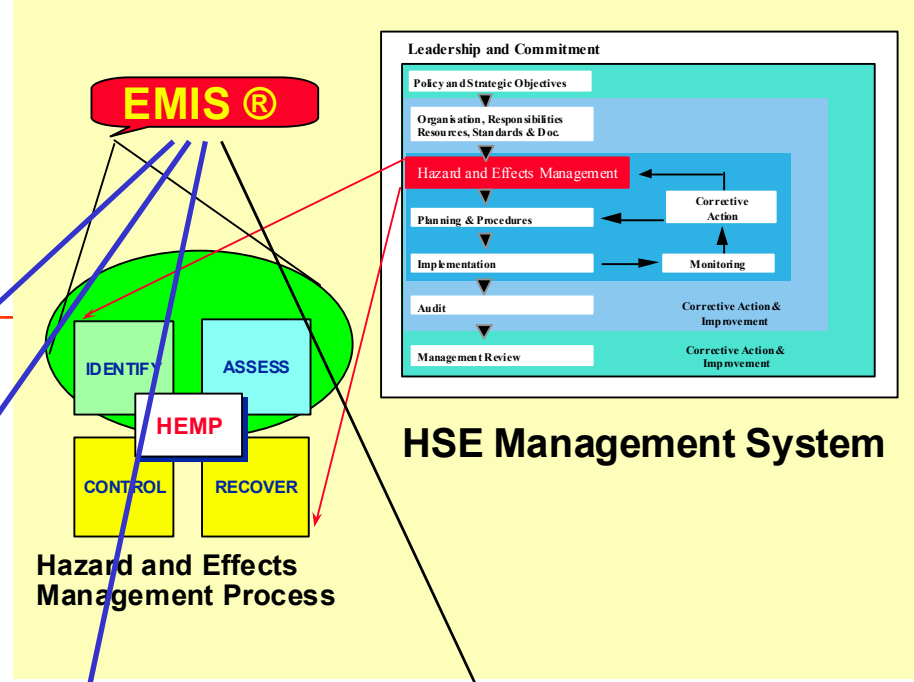 EMIS ®
IDENTIFY
ASSESS
HEMP
CONTROL
RECOVER
Hazard and Effects
Management Process
Leadership and Commitment
Policy and Strategic Objectives
Organisation, Responsibilities
Resources, Standards & Doc.
Hazard and Effects Management
Corrective
Action
Planning & Procedures
Implementation
Monitoring
Audit
Corrective Action &
Improvement
Management Review
Corrective Action &
Improvement
HSE Management System